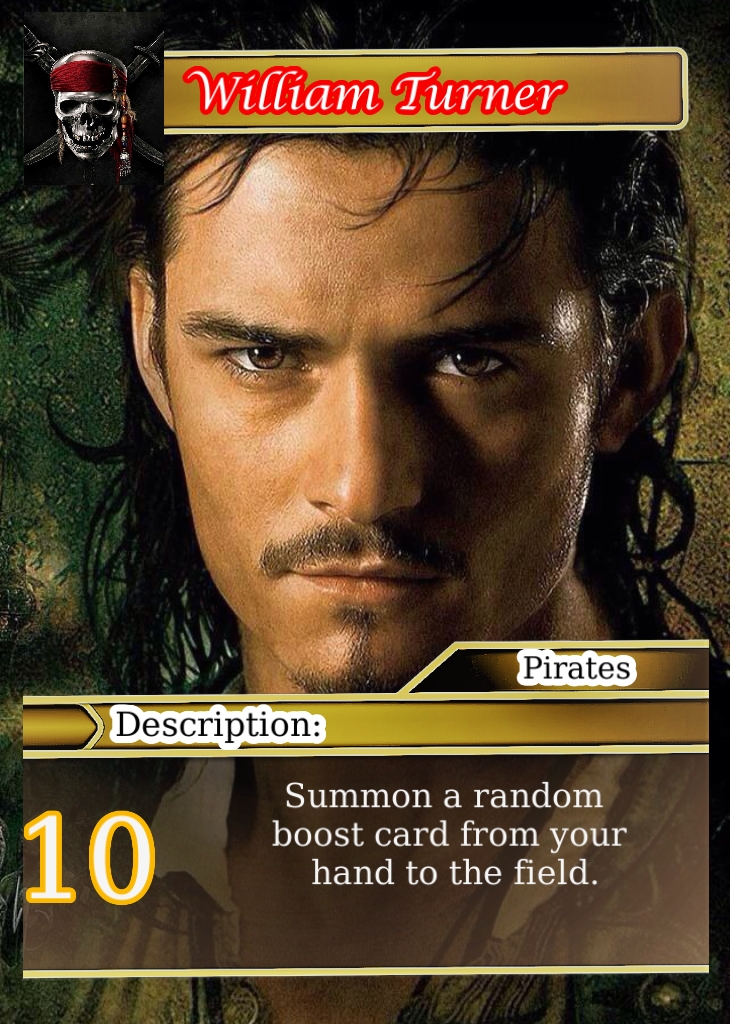 William Turner
Pirates
Description:
10
Summon a random
boost card from your
hand to the field.